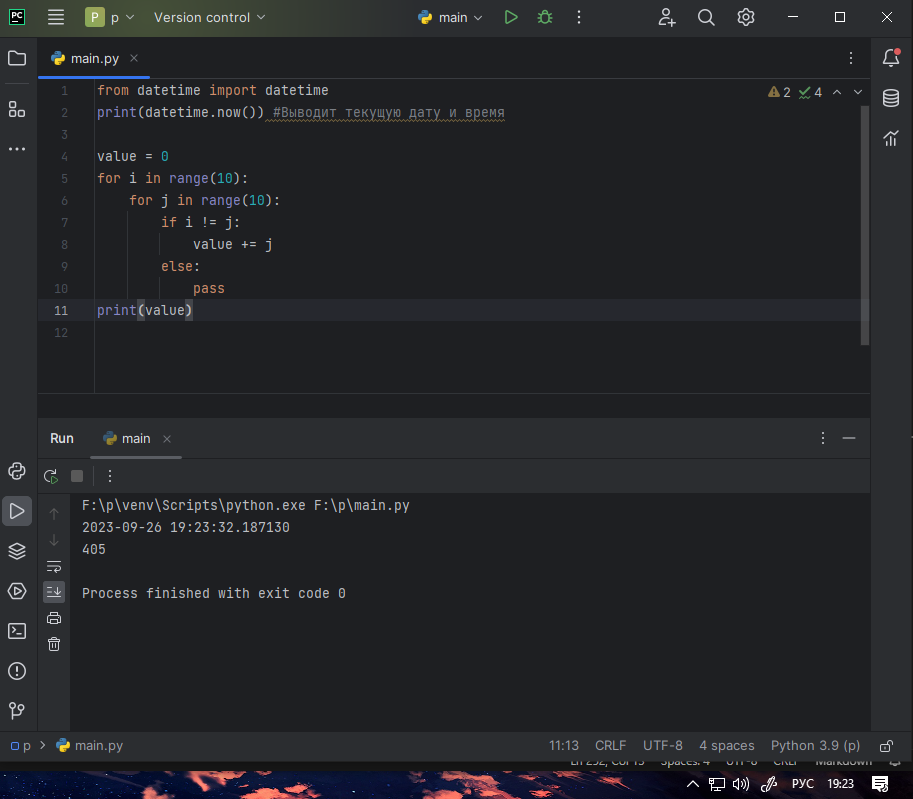 PC P p Version control main
main.py
2 4
1 from datetime import datetime
2 print(datetime.now()) #Выводит текущую дату и время
3
4 value = 0
5 for i in range(10):
6 for j in range(10):
7 if i != j:
8 value += j
9 else:
10 pass
11 print(value)
12
Run main
F:\p\venv\Scripts\python.exe F:\p\main.py
2023-09-26 19:23:32.187130
405
Process finished with exit code 0
p main.py 11:13 CRLF UTF-8 4 spaces Python 3.9 (p)
РУС 19:23